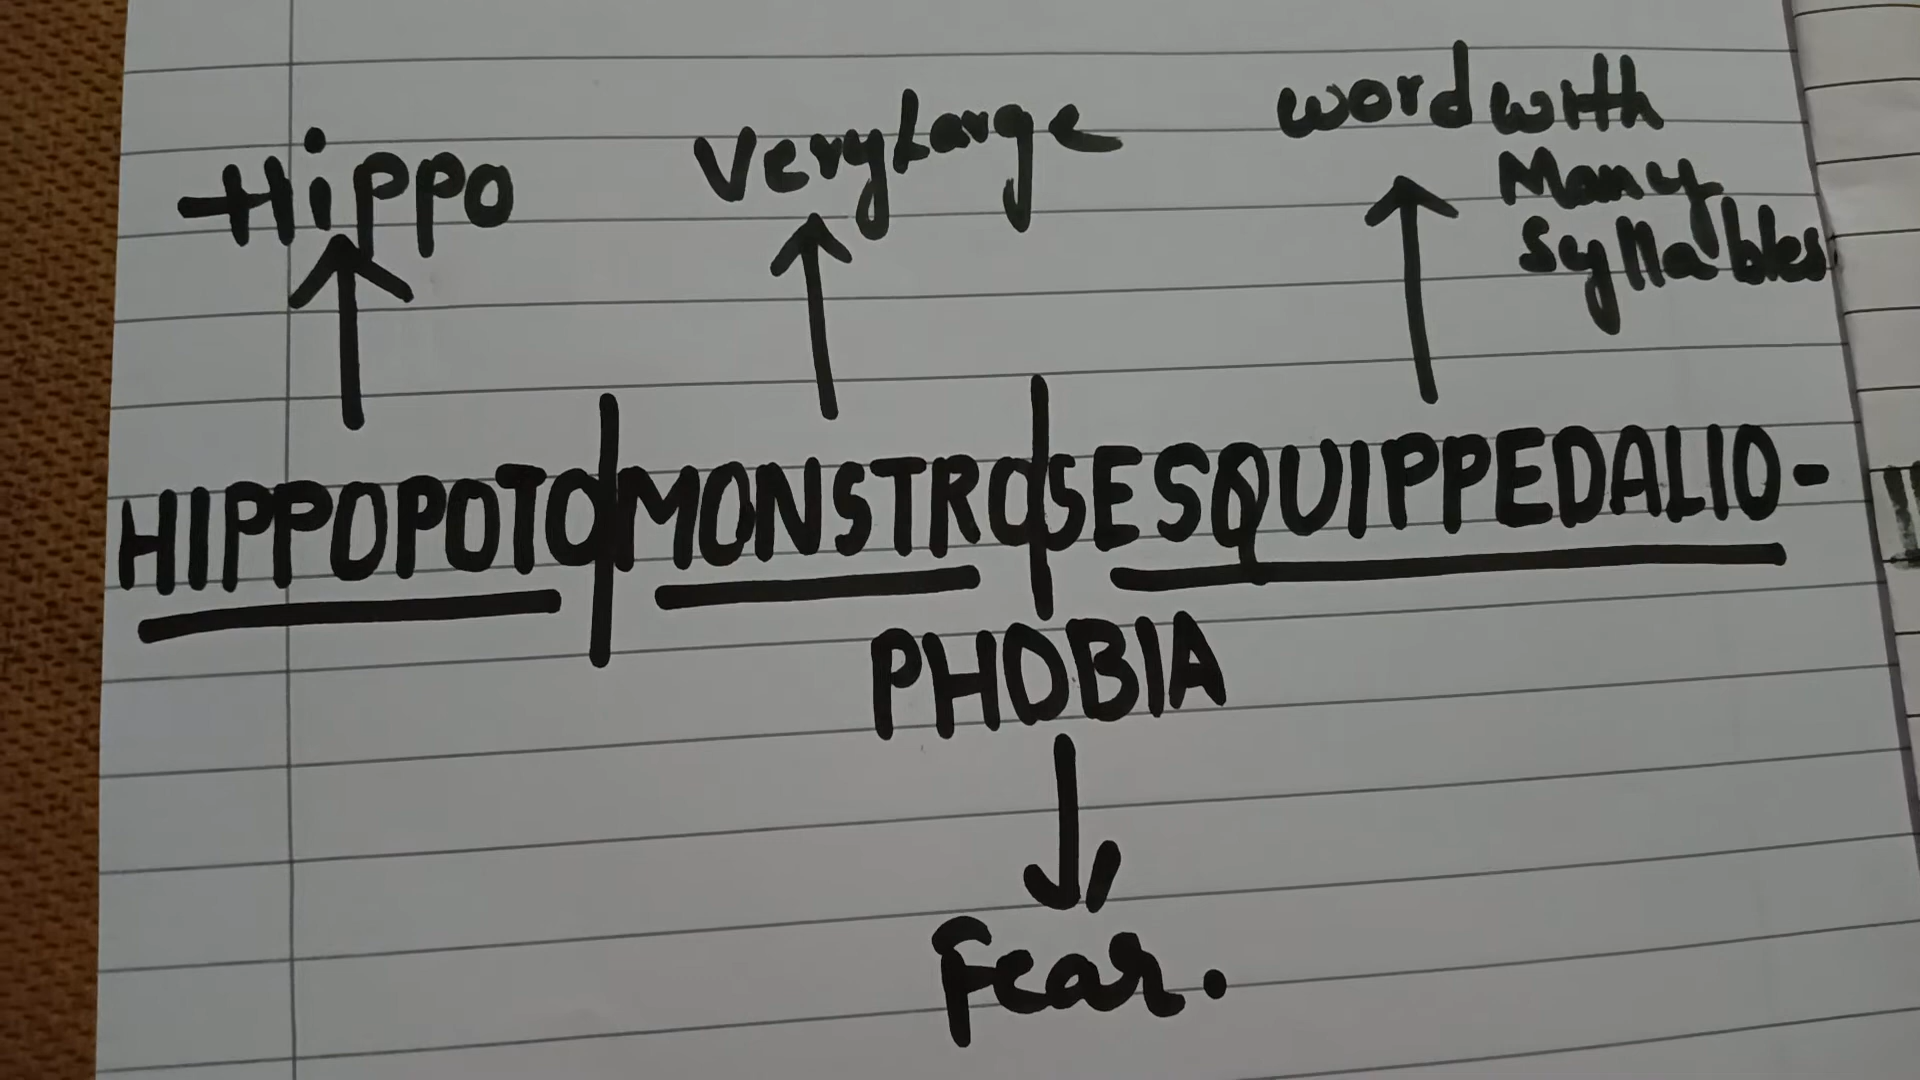 Hippo
Very Large
word with
Many
Syllables
HIPPOPOTOMONSTROSESQUIPPEDALIO-
PHOBIA
Fear.